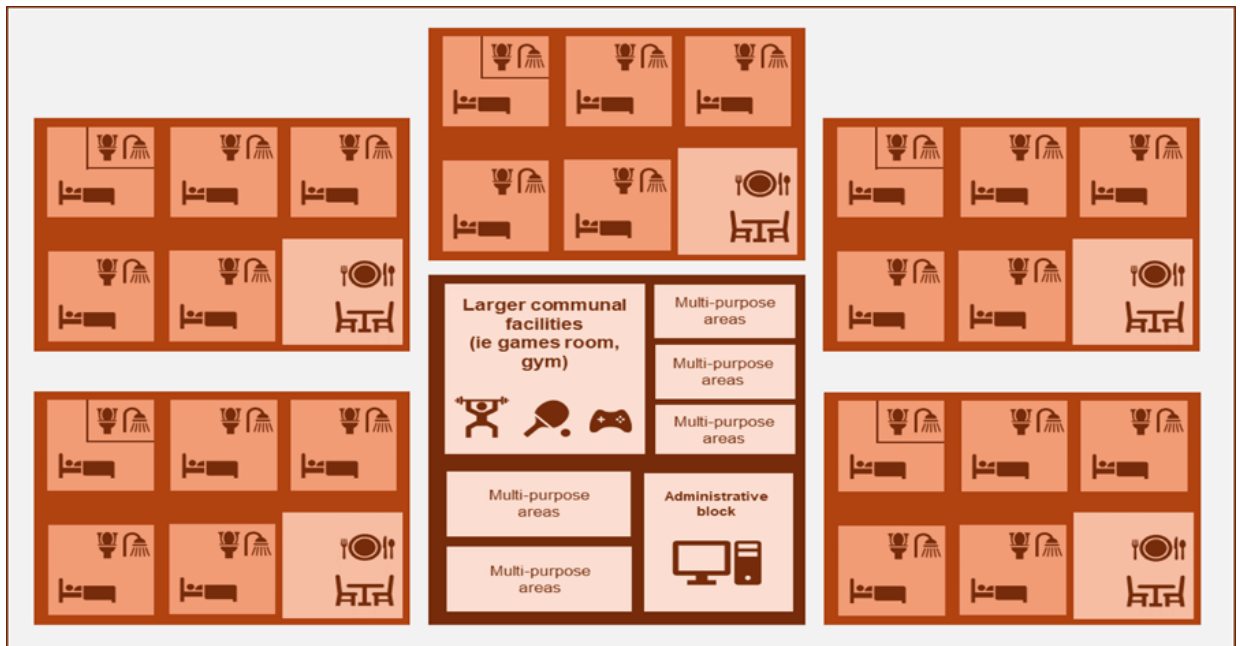 Larger communal
facilities
(ie games room,
gym)
Multi-purpose
areas
Multi-purpose
areas
Multi-purpose
areas
Multi-purpose
areas
Multi-purpose
areas
Administrative
block